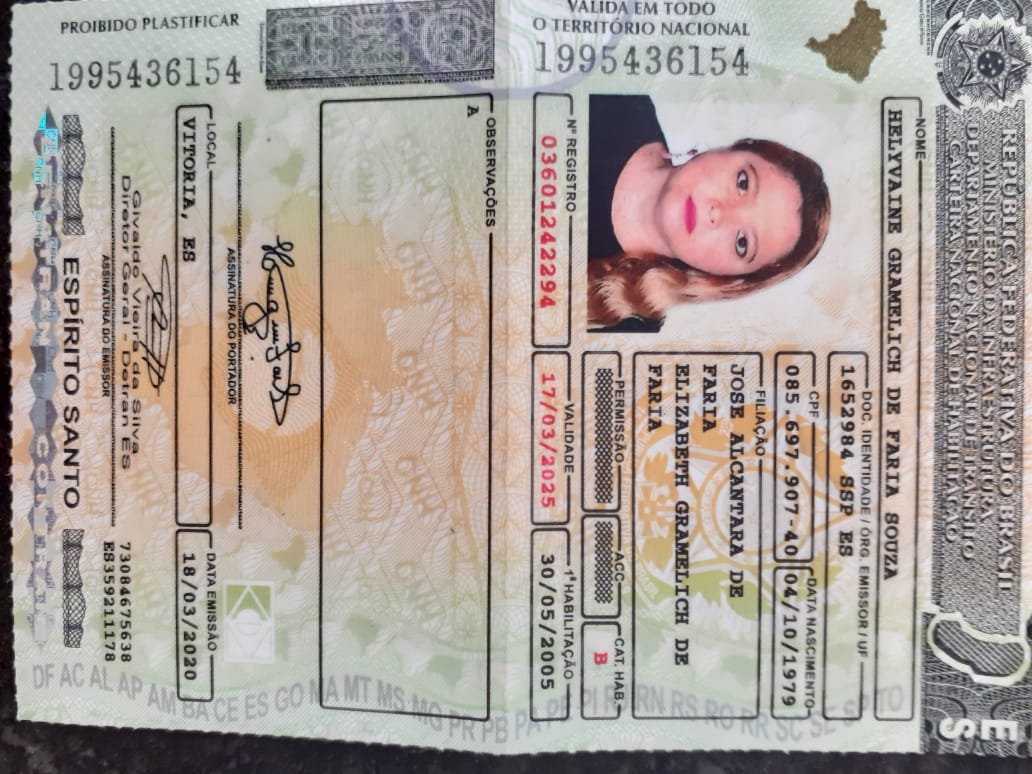 REPÚBLICA FEDERATIVA DO BRASIL
MINISTÉRIO DA INFRAESTRUTURA
DEPARTAMENTO NACIONAL DE TRÂNSITO
CARTEIRA NACIONAL DE HABILITAÇÃO
ES
NOME
HELYVAINE GRAMELICH DE FARIA SOUZA
DOC. IDENTIDADE / ÓRG. EMISSOR / UF
1652984 SSP ES
CPF
DATA NASCIMENTO
085.697.907-40
04/10/1979
FILIAÇÃO
JOSE ALCANTARA DE
FARIA
ELIZABETH GRAMELICH DE
FARIA
PERMISSÃO
ACC
CAT. HAB.
B
Nº REGISTRO
VALIDADE
1ª HABILITAÇÃO
03601242294
17/03/2025
30/05/2005
VÁLIDA EM TODO
O TERRITÓRIO NACIONAL
1995436154
OBSERVAÇÕES
A
ASSINATURA DO PORTADOR
LOCAL
DATA EMISSÃO
VITORIA, ES
18/03/2020
Givaldo Vieira da Silva
Diretor Geral - Detran ES
ASSINATURA DO EMISSOR
73084675638
ES359211178
ESPÍRITO SANTO
PROIBIDO PLASTIFICAR
1995436154
DF AC AL AP AM BA CE ES GO MA MT MS MG PR PB PA PE PI RJ RN RS RO RR SC SE SP TO